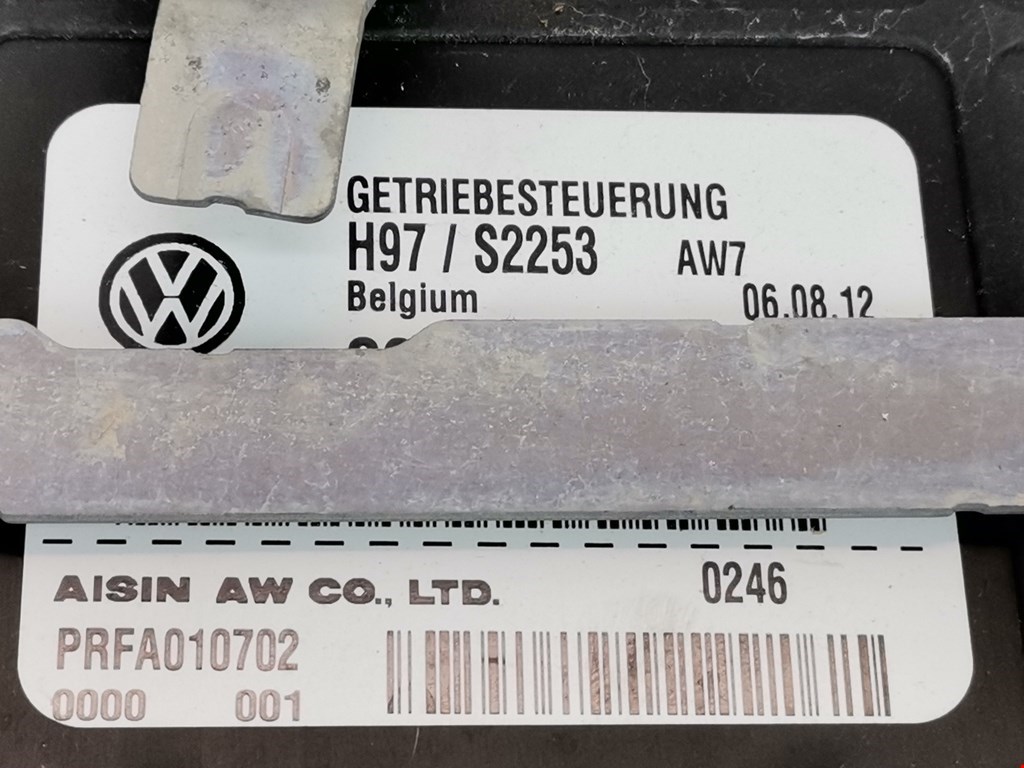 GETRIEBESTEUERUNG
H97 / S2253 AW7
Belgium 06.08.12
AISIN AW CO., LTD. 0246
PRFA010702
0000 001